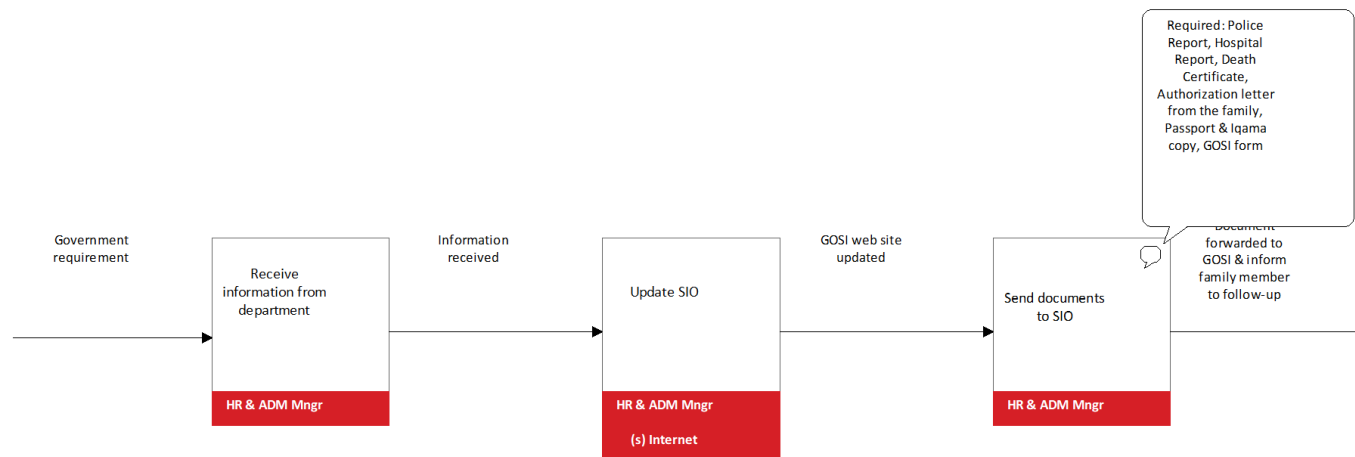 Required: Police
Report, Hospital
Report, Death
Certificate,
Authorization letter
from the family,
Passport & Iqama
copy, GOSI form
Government
requirement
Receive
information from
department
HR & ADM Mngr
Information
received
Update SIO
HR & ADM Mngr
(s) Internet
GOSI web site
updated
Send documents
to SIO
HR & ADM Mngr
Document
forwarded to
GOSI & inform
family member
to follow-up